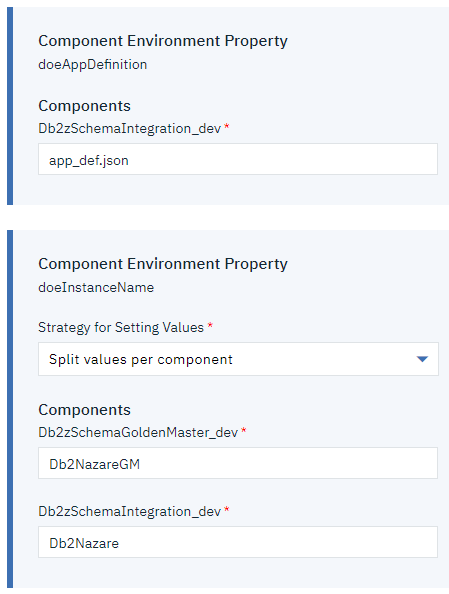 Component Environment Property
doeAppDefinition
Components
Db2zSchemaIntegration_dev *
app_def.json
Component Environment Property
doeInstanceName
Strategy for Setting Values *
Split values per component
Components
Db2zSchemaGoldenMaster_dev *
Db2NazareGM
Db2zSchemaIntegration_dev *
Db2Nazare